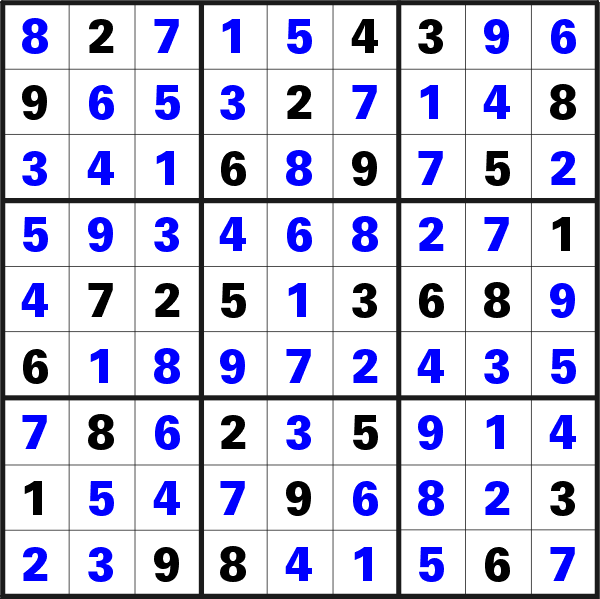 8 2 7 1 5 4 3 9 6
9 6 5 3 2 7 1 4 8
3 4 1 6 8 9 7 5 2
5 9 3 4 6 8 2 7 1
4 7 2 5 1 3 6 8 9
6 1 8 9 7 2 4 3 5
7 8 6 2 3 5 9 1 4
1 5 4 7 9 6 8 2 3
2 3 9 8 4 1 5 6 7